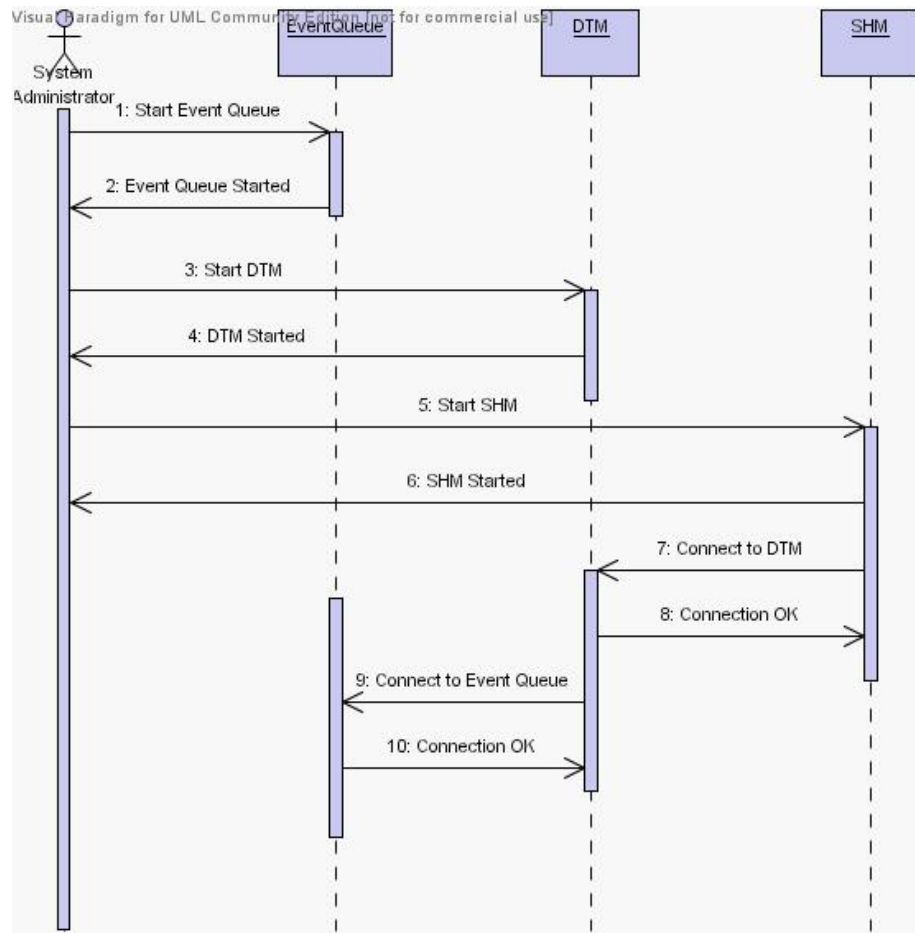 Visual Paradigm for UML Community Edition [not for commercial use]
EventQueue
DTM
SHM
System
Administrator
1: Start Event Queue
2: Event Queue Started
3: Start DTM
4: DTM Started
5: Start SHM
6: SHM Started
7: Connect to DTM
8: Connection OK
9: Connect to Event Queue
10: Connection OK